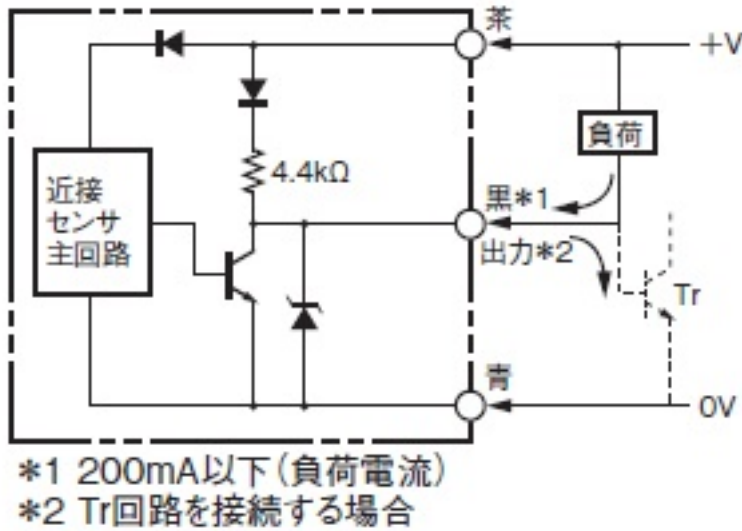 茶
+V
負荷
4.4kΩ
近接
センサ
主回路
黒*1
出力*2
Tr
青
0V
*1 200mA以下(負荷電流)
*2 Tr回路を接続する場合